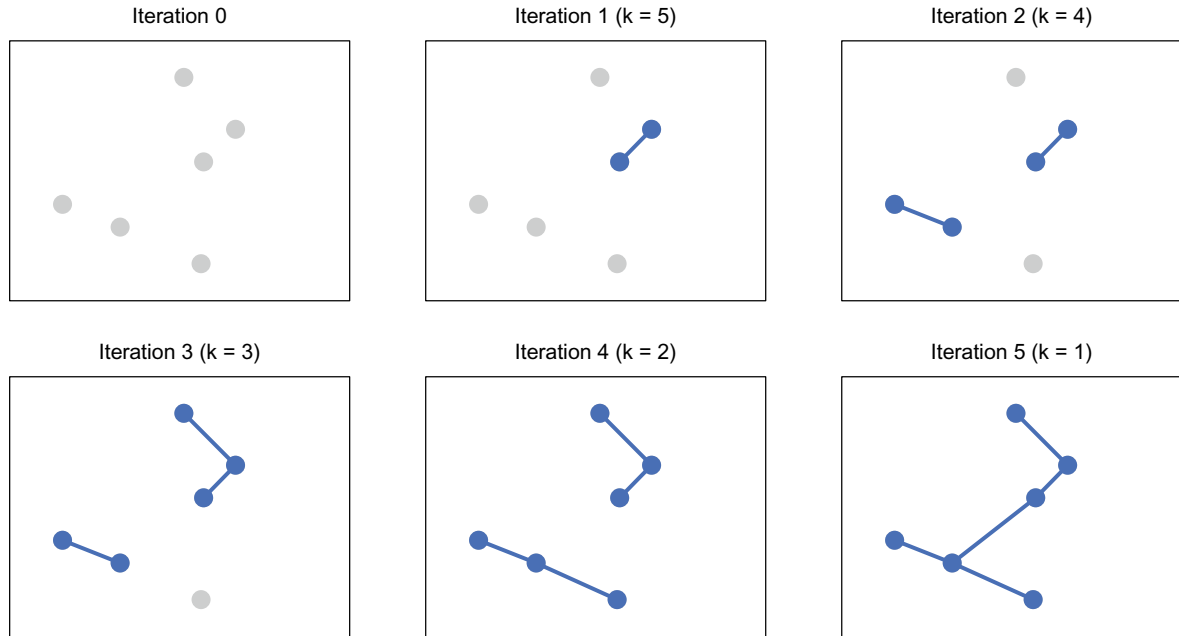 Iteration 0
Iteration 1 (k = 5)
Iteration 2 (k = 4)
Iteration 3 (k = 3)
Iteration 4 (k = 2)
Iteration 5 (k = 1)